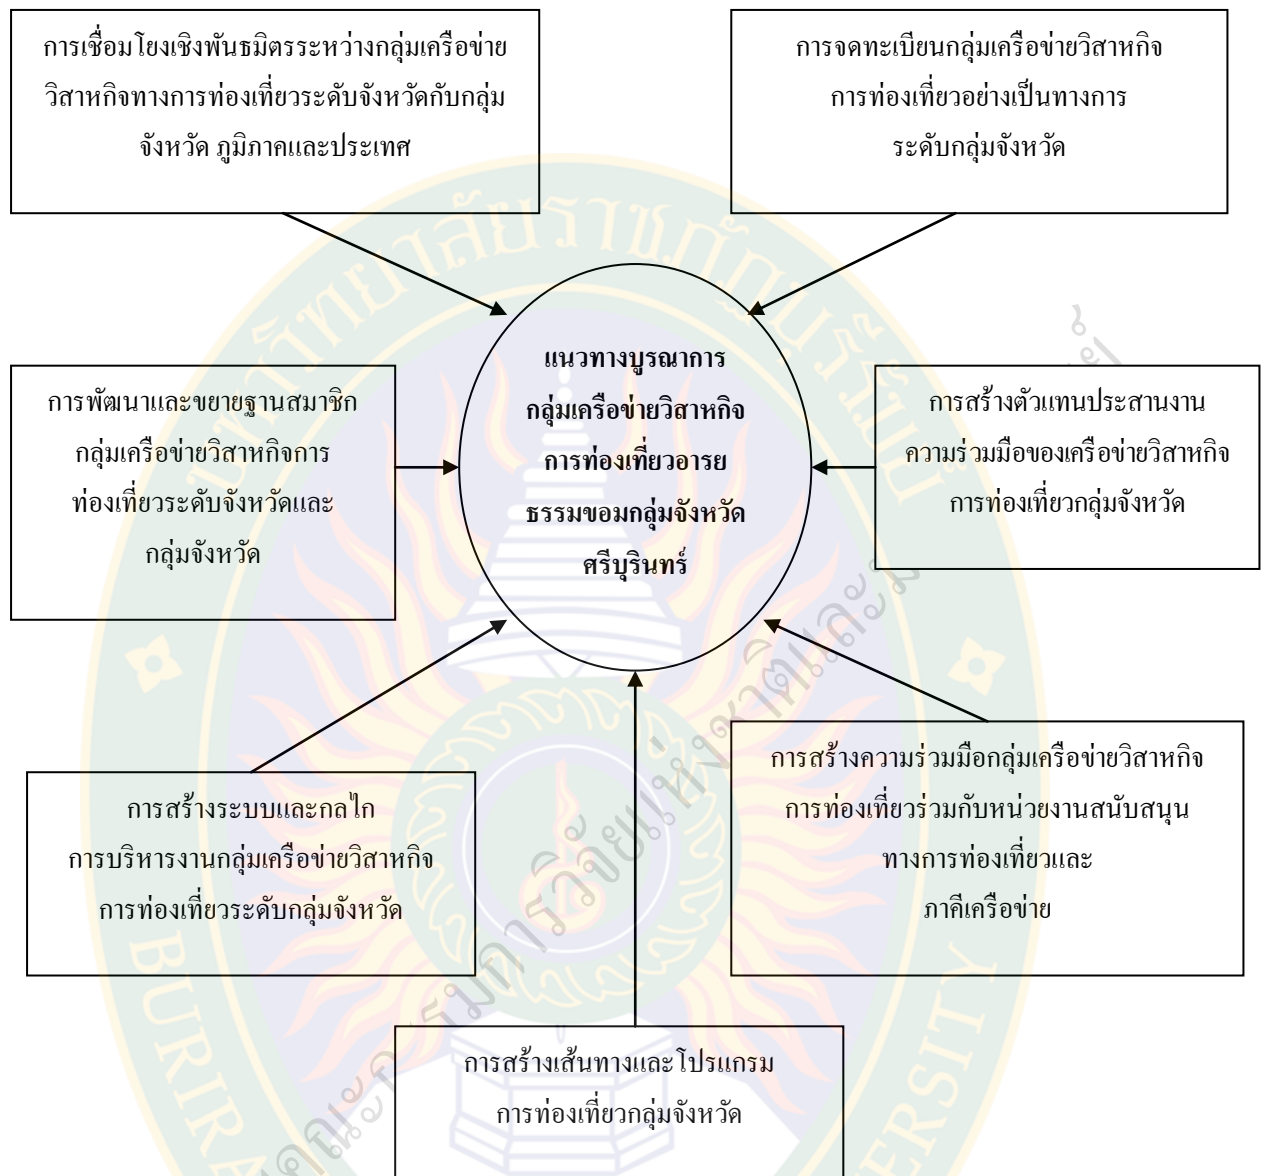 การเชื่อมโยงเชิงพันธมิตรระหว่างกลุ่มเครือข่าย
วิสาหกิจทางการท่องเที่ยวระดับจังหวัดกับกลุ่ม
จังหวัด ภูมิภาคและประเทศ
การจดทะเบียนกลุ่มเครือข่ายวิสาหกิจ
การท่องเที่ยวอย่างเป็นทางการ
ระดับกลุ่มจังหวัด
แนวทางบูรณาการ
กลุ่มเครือข่ายวิสาหกิจ
การท่องเที่ยวอารย
ธรรมขอมกลุ่มจังหวัด
ศรีบุรินทร์
การพัฒนาและขยายฐานสมาชิก
กลุ่มเครือข่ายวิสาหกิจการ
ท่องเที่ยวระดับจังหวัดและ
กลุ่มจังหวัด
การสร้างตัวแทนประสานงาน
ความร่วมมือของเครือข่ายวิสาหกิจ
การท่องเที่ยวกลุ่มจังหวัด
การสร้างระบบและกลไก
การบริหารงานกลุ่มเครือข่ายวิสาหกิจ
การท่องเที่ยวระดับกลุ่มจังหวัด
การสร้างความร่วมมือกลุ่มเครือข่ายวิสาหกิจ
การท่องเที่ยวร่วมกับหน่วยงานสนับสนุน
ทางการท่องเที่ยวและ
ภาคีเครือข่าย
การสร้างเส้นทางและโปรแกรม
การท่องเที่ยวกลุ่มจังหวัด